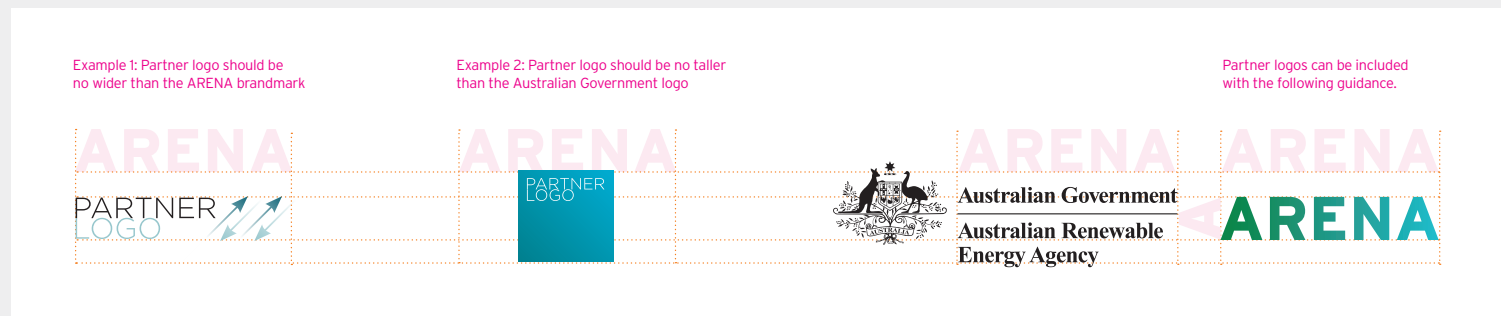 Example 1: Partner logo should be
no wider than the ARENA brandmark
Example 2: Partner logo should be no taller
than the Australian Government logo
Partner logos can be included
with the following guidance.
ARENA
ARENA
ARENA
ARENA
PARTNER
LOGO
PARTNER
LOGO
AUSTRALIA
Australian Government
Australian Renewable
Energy Agency
A
ARENA